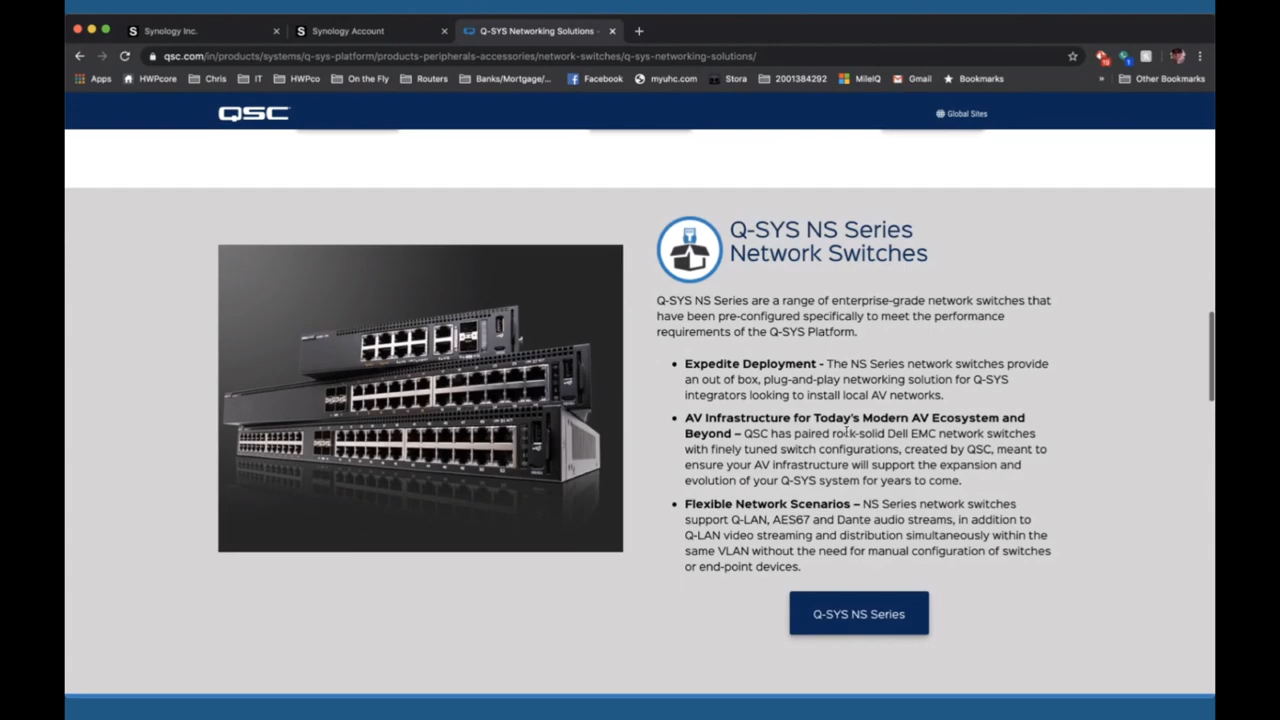 Synology Inc.
Synology Account
Q-SYS Networking Solutions -
qsc.com/in/products/systems/q-sys-platform/products-peripherals-accessories/network-switches/q-sys-networking-solutions/
Apps HWPcore Chris IT HWPco On the Fly Routers Banks/Mortgage/... Facebook myuhc.com Stora 2001384292 MileIQ Gmail Bookmarks » Other Bookmarks
QSC
Global Sites
Q-SYS NS Series
Network Switches
Q-SYS NS Series are a range of enterprise-grade network switches that
have been pre-configured specifically to meet the performance
requirements of the Q-SYS Platform.
• Expedite Deployment - The NS Series network switches provide
an out of box, plug-and-play networking solution for Q-SYS
integrators looking to install local AV networks.
• AV Infrastructure for Today's Modern AV Ecosystem and
Beyond – QSC has paired rock-solid Dell EMC network switches
with finely tuned switch configurations, created by QSC, meant to
ensure your AV infrastructure will support the expansion and
evolution of your Q-SYS system for years to come.
• Flexible Network Scenarios – NS Series network switches
support Q-LAN, AES67 and Dante audio streams, in addition to
Q-LAN video streaming and distribution simultaneously within the
same VLAN without the need for manual configuration of switches
or end-point devices.
Q-SYS NS Series